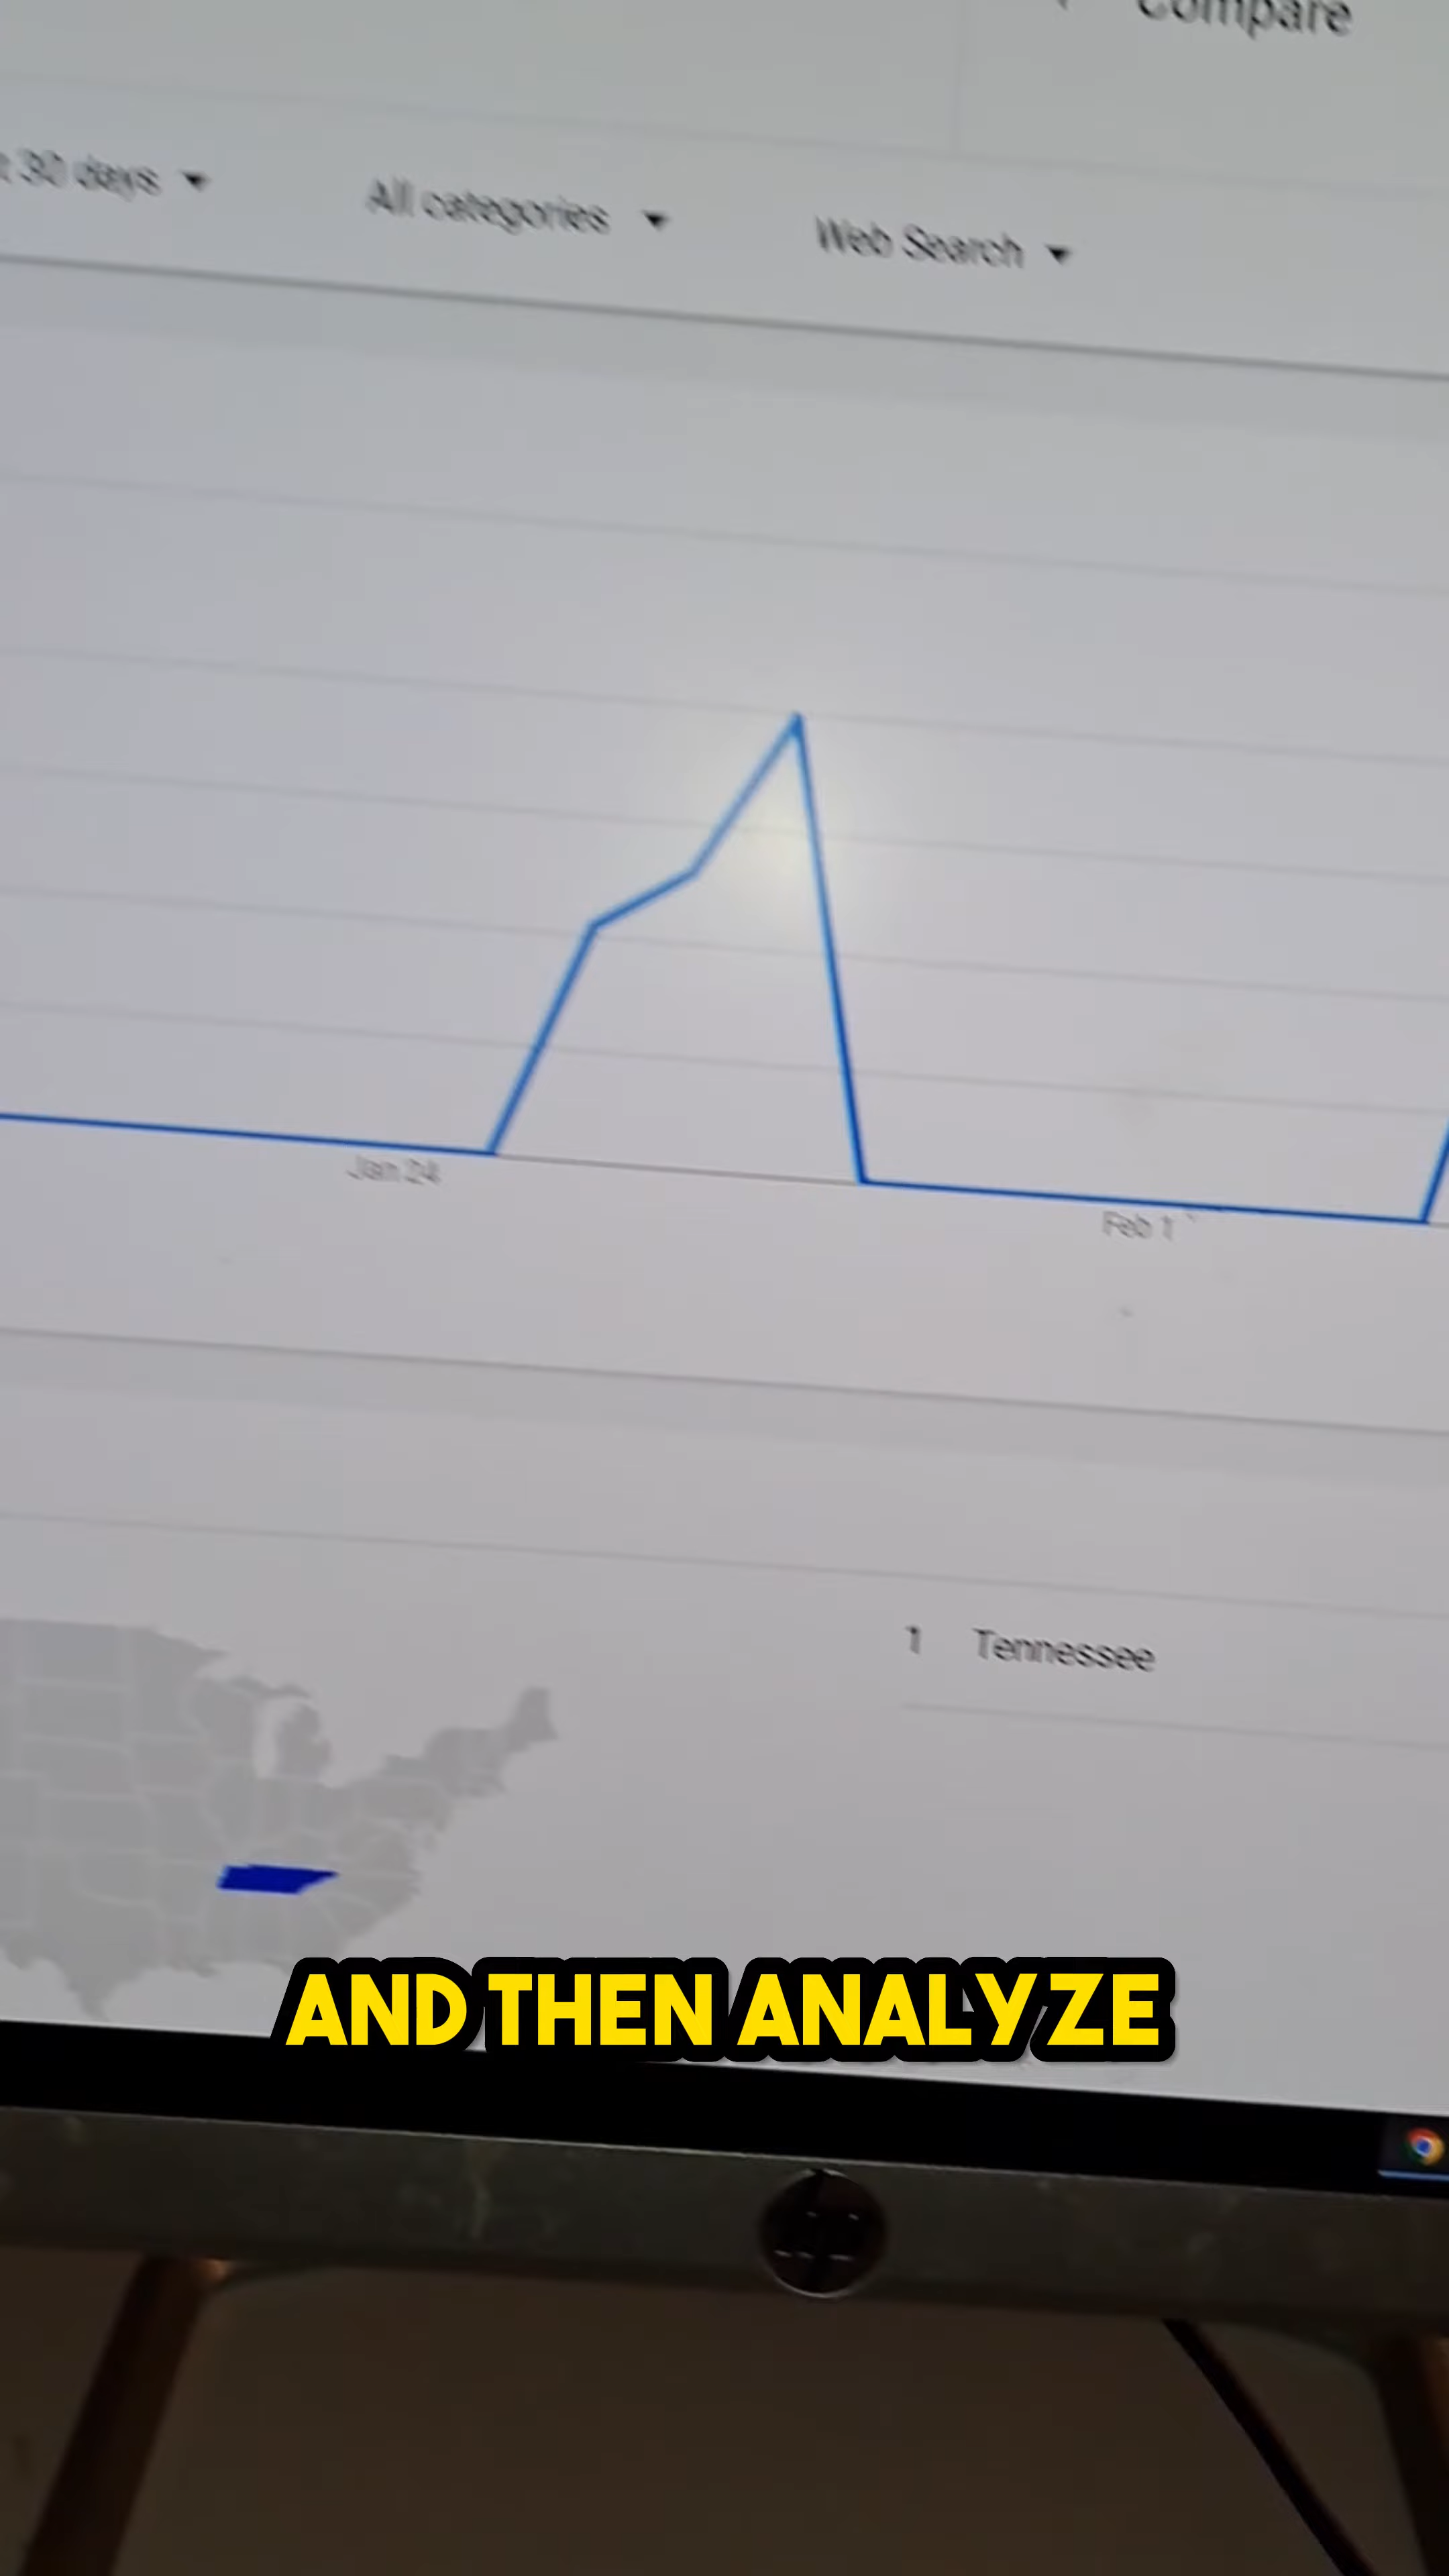 Compare
30 days
All categories
Web Search
Jan 24
Feb 1
1 Tennessee
AND THEN ANALYZE